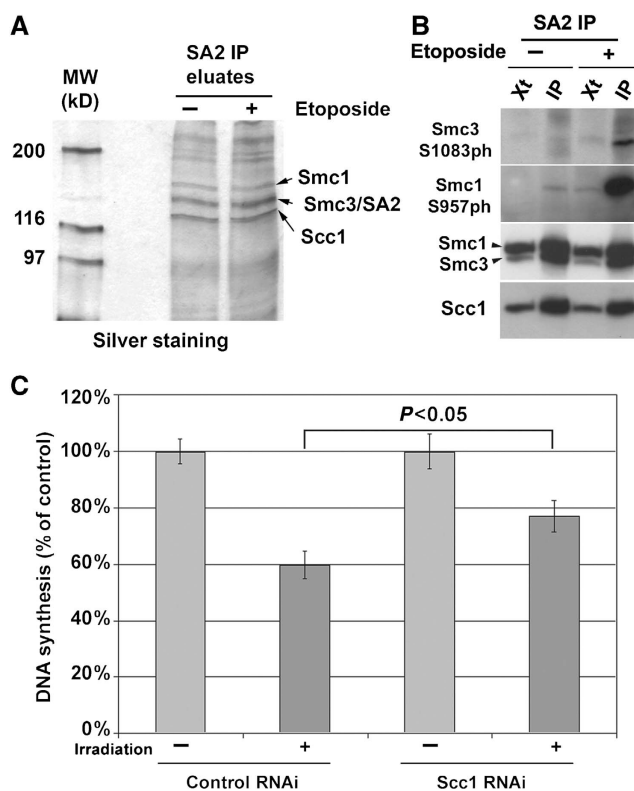 A
SA2 IP
eluates
MW
(kD)
– + Etoposide
200
116
97
Smc1
Smc3/SA2
Scc1
Silver staining
B
SA2 IP
Etoposide – +
Xt IP Xt IP
Smc3
S1083ph
Smc1
S957ph
Smc1
Smc3
Scc1
C
DNA synthesis (% of control)
120%
100%
80%
60%
40%
20%
0%
P<0.05
Irradiation – + – +
Control RNAi Scc1 RNAi